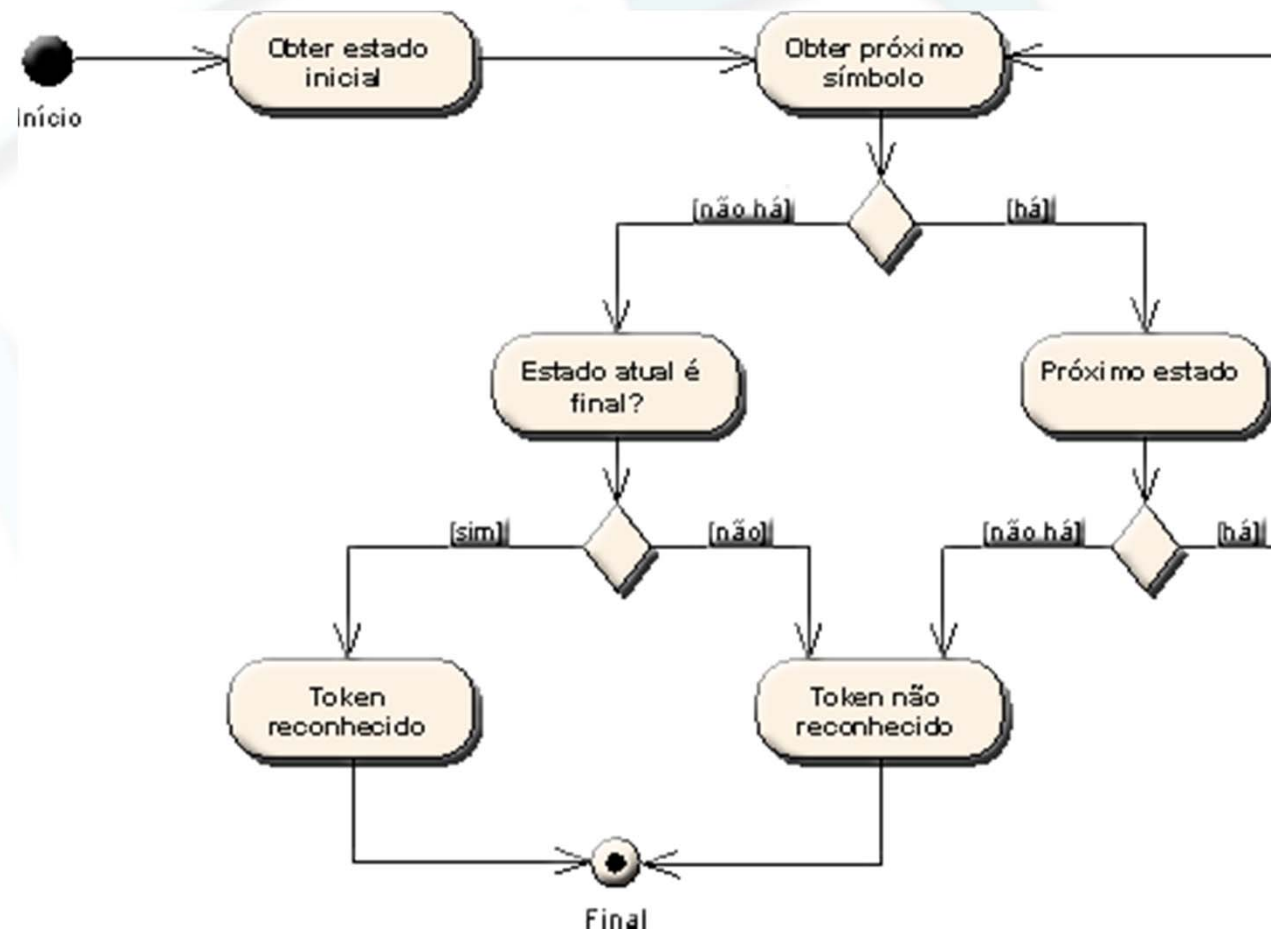 Obter estado
inicial
Obter próximo
símbolo
Início
[não há]
[há]
Estado atual é
final?
Próximo estado
[sim]
[não]
[não há]
[há]
Token
reconhecido
Token não
reconhecido
Final